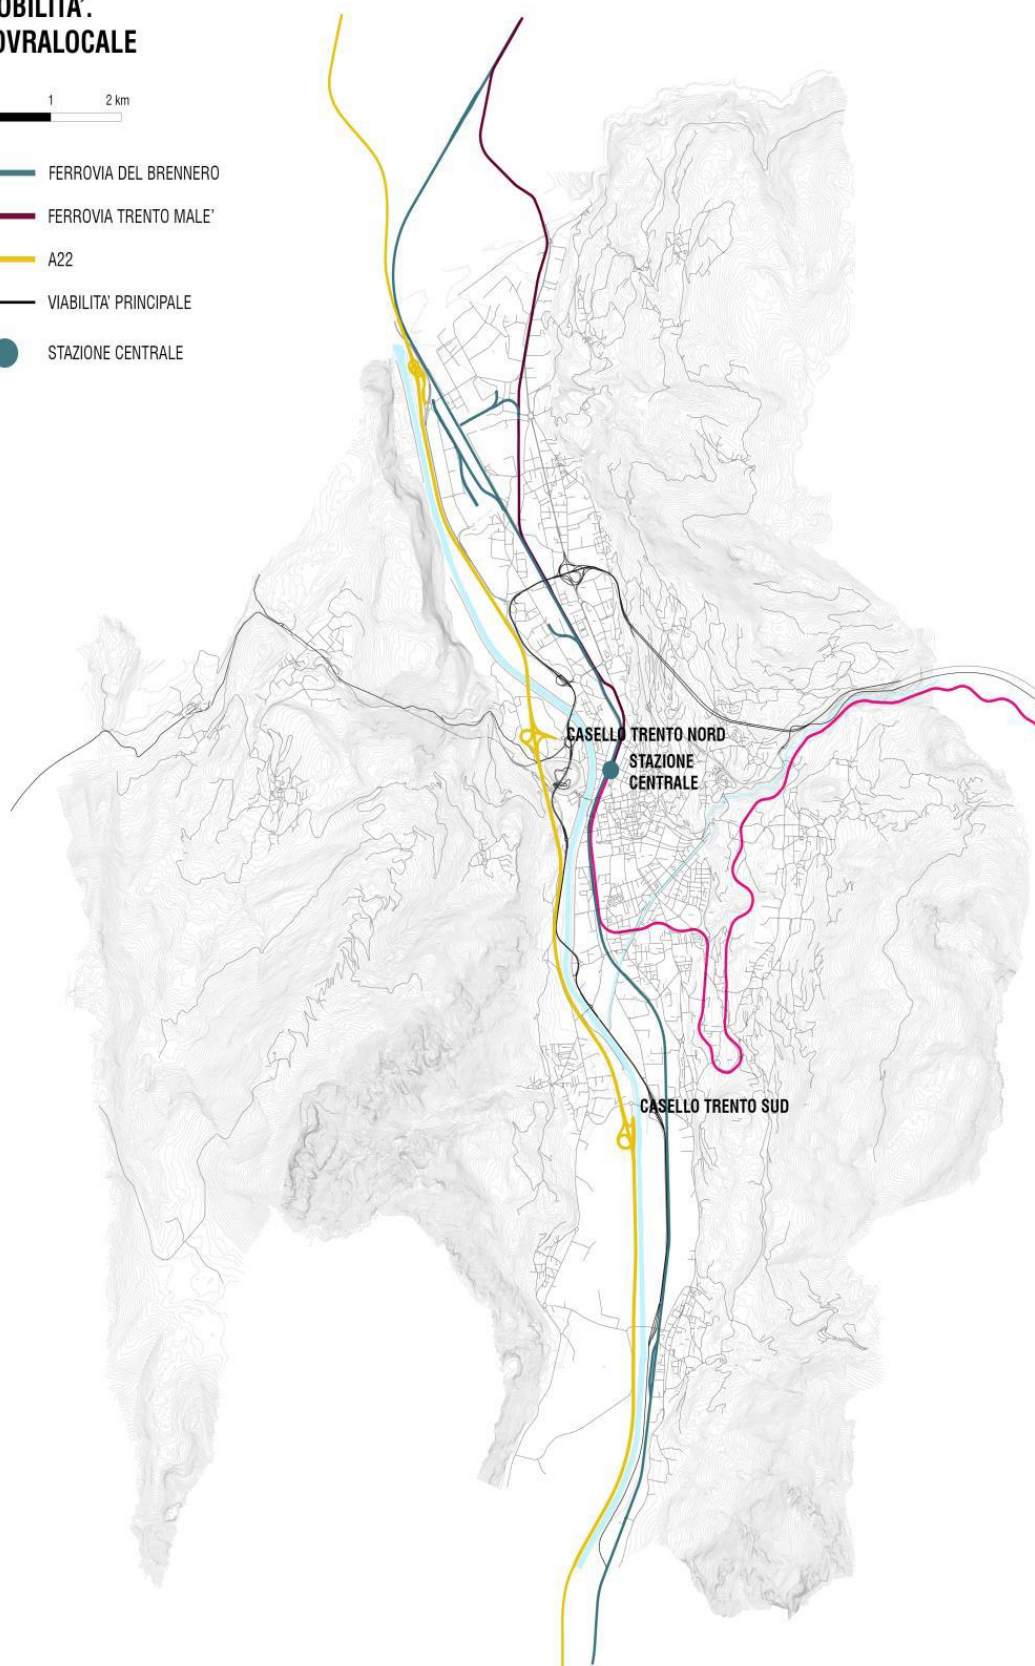 OBILITA'.
OVRALOCALE
1 2 km
FERROVIA DEL BRENNERO
FERROVIA TRENTO MALE'
A22
VIABILITA' PRINCIPALE
STAZIONE CENTRALE
CASELLO TRENTO NORD
STAZIONE
CENTRALE
CASELLO TRENTO SUD